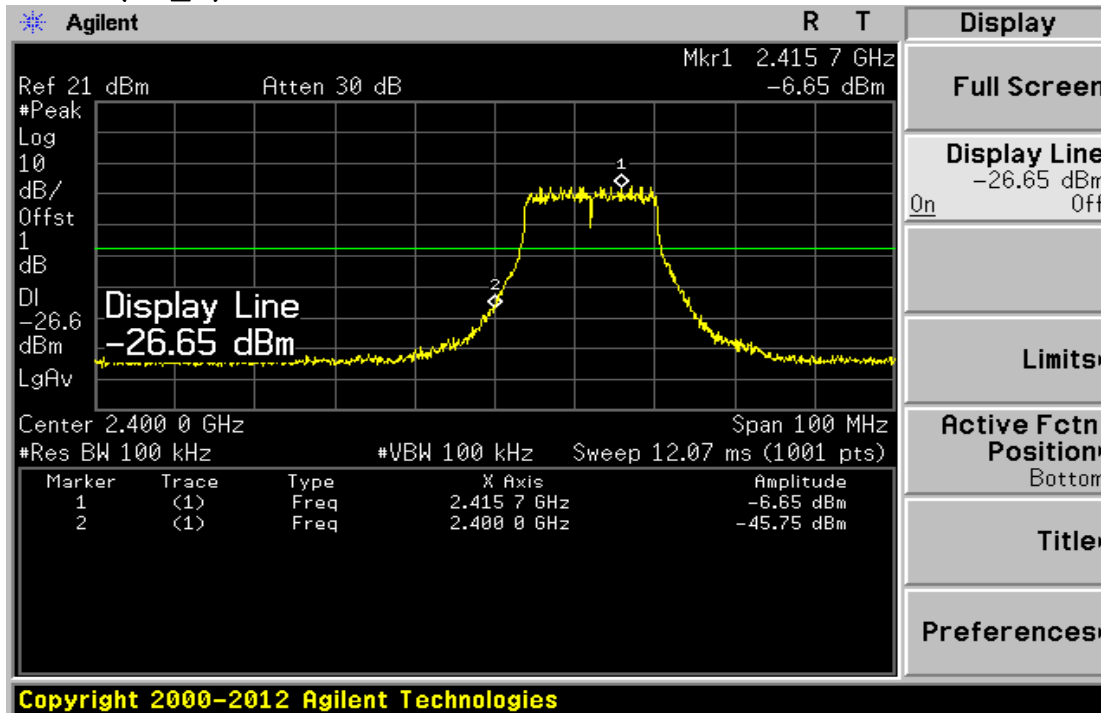 Agilent
R T
Mkr1 2.415 7 GHz
Ref 21 dBm
Atten 30 dB
-6.65 dBm
#Peak
Log
10
dB/
Offst
1
dB
DI
-26.6
dBm
LgAv
1
2
Display Line
-26.65 dBm
Center 2.400 0 GHz
Span 100 MHz
#Res BW 100 kHz
#VBW 100 kHz
Sweep 12.07 ms (1001 pts)
Marker Trace Type X Axis Amplitude
1 (1) Freq 2.415 7 GHz -6.65 dBm
2 (1) Freq 2.400 0 GHz -45.75 dBm
Copyright 2000-2012 Agilent Technologies
Display
Full Screen
Display Line
-26.65 dBm
On Off
Limits
Active Fctn
Position
Bottom
Title
Preferences